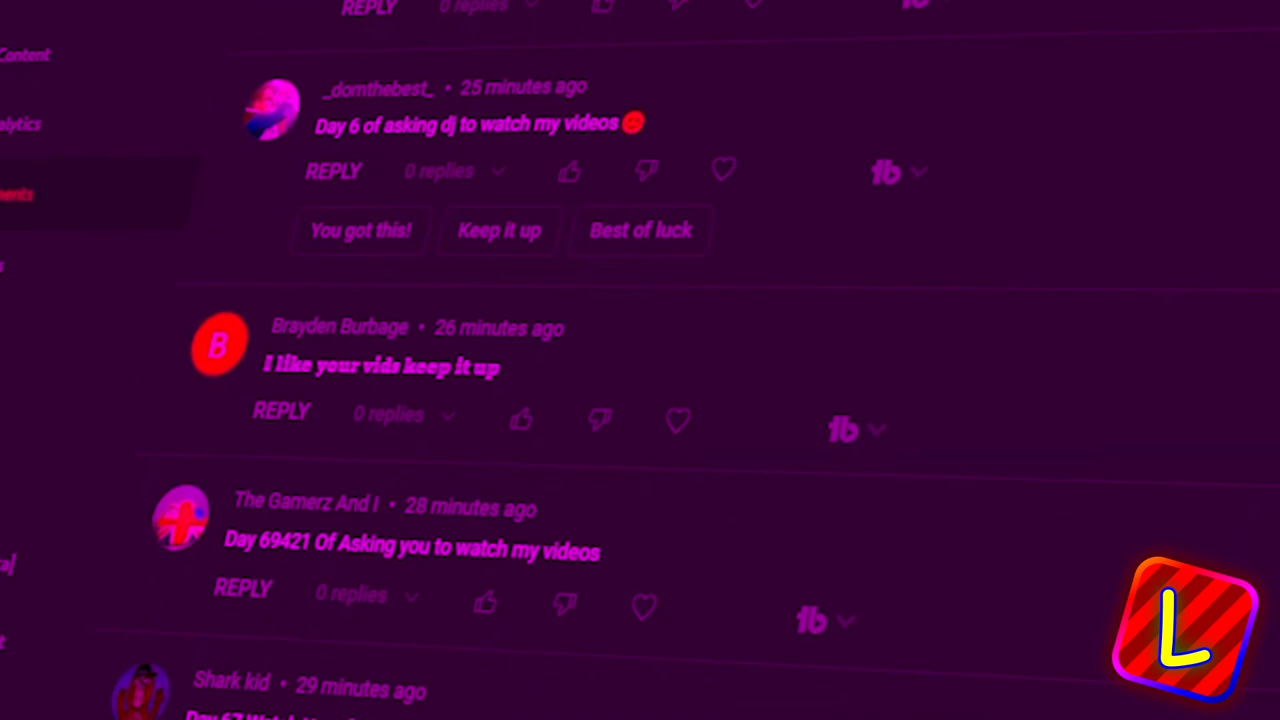 REPLY 0 replies
Content
_domthebest_ • 25 minutes ago
alytics
Day 6 of asking dj to watch my videos
REPLY 0 replies
ments
You got this! Keep it up Best of luck
Brayden Burbage • 26 minutes ago
B
I like your vids keep it up
REPLY 0 replies
The Gamerz And I • 28 minutes ago
Day 69421 Of Asking you to watch my videos
REPLY 0 replies
L
Shark kid • 29 minutes ago